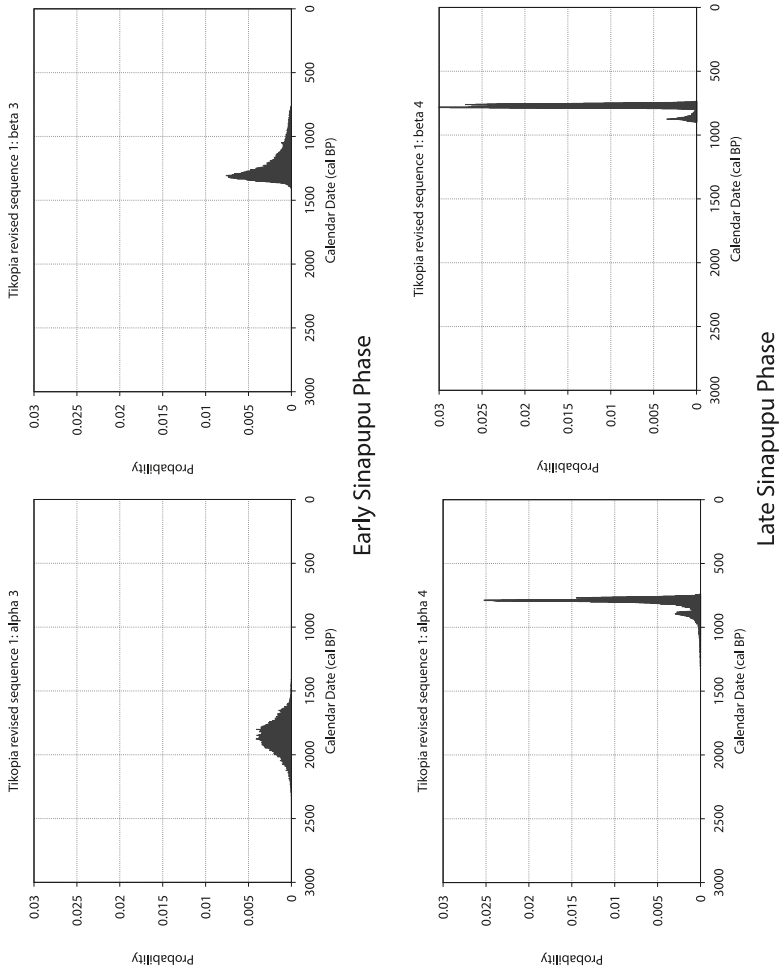 Tikopia revised sequence 1: alpha 3
0.03
0.025
0.02
0.015
0.01
0.005
0
Probability
3000 2500 2000 1500 1000 500 0
Calendar Date (cal BP)
Tikopia revised sequence 1: beta 3
0.03
0.025
0.02
0.015
0.01
0.005
0
Probability
3000 2500 2000 1500 1000 500 0
Calendar Date (cal BP)
Early Sinapupu Phase
Tikopia revised sequence 1: alpha 4
0.03
0.025
0.02
0.015
0.01
0.005
0
Probability
3000 2500 2000 1500 1000 500 0
Calendar Date (cal BP)
Tikopia revised sequence 1: beta 4
0.03
0.025
0.02
0.015
0.01
0.005
0
Probability
3000 2500 2000 1500 1000 500 0
Calendar Date (cal BP)
Late Sinapupu Phase